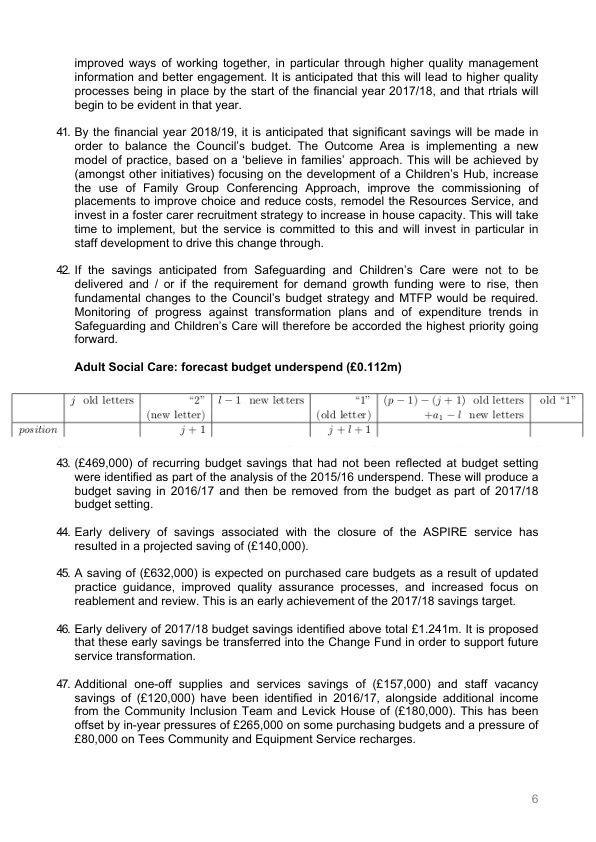 improved ways of working together, in particular through higher quality management
information and better engagement. It is anticipated that this will lead to higher quality
processes being in place by the start of the financial year 2017/18, and that rtrials will
begin to be evident in that year.
41. By the financial year 2018/19, it is anticipated that significant savings will be made in
order to balance the Council's budget. The Outcome Area is implementing a new
model of practice, based on a 'believe in families' approach. This will be achieved by
(amongst other initiatives) focusing on the development of a Children's Hub, increase
the use of Family Group Conferencing Approach, improve the commissioning of
placements to improve choice and reduce costs, remodel the Resources Service, and
invest in a foster carer recruitment strategy to increase in house capacity. This will take
time to implement, but the service is committed to this and will invest in particular in
staff development to drive this change through.
42. If the savings anticipated from Safeguarding and Children's Care were not to be
delivered and / or if the requirement for demand growth funding were to rise, then
fundamental changes to the Council's budget strategy and MTFP would be required.
Monitoring of progress against transformation plans and of expenditure trends in
Safeguarding and Children's Care will therefore be accorded the highest priority going
forward.
Adult Social Care: forecast budget underspend (£0.112m)
j old letters "2" l − 1 new letters "1" (p − 1) − (j + 1) old letters old "1"
(new letter) (old letter) +a₁ − l new letters
position j + 1 j + l + 1
43. (£469,000) of recurring budget savings that had not been reflected at budget setting
were identified as part of the analysis of the 2015/16 underspend. These will produce a
budget saving in 2016/17 and then be removed from the budget as part of 2017/18
budget setting.
44. Early delivery of savings associated with the closure of the ASPIRE service has
resulted in a projected saving of (£140,000).
45. A saving of (£632,000) is expected on purchased care budgets as a result of updated
practice guidance, improved quality assurance processes, and increased focus on
reablement and review. This is an early achievement of the 2017/18 savings target.
46. Early delivery of 2017/18 budget savings identified above total £1.241m. It is proposed
that these early savings be transferred into the Change Fund in order to support future
service transformation.
47. Additional one-off supplies and services savings of (£157,000) and staff vacancy
savings of (£120,000) have been identified in 2016/17, alongside additional income
from the Community Inclusion Team and Levick House of (£180,000). This has been
offset by in-year pressures of £265,000 on some purchasing budgets and a pressure of
£80,000 on Tees Community and Equipment Service recharges.
6